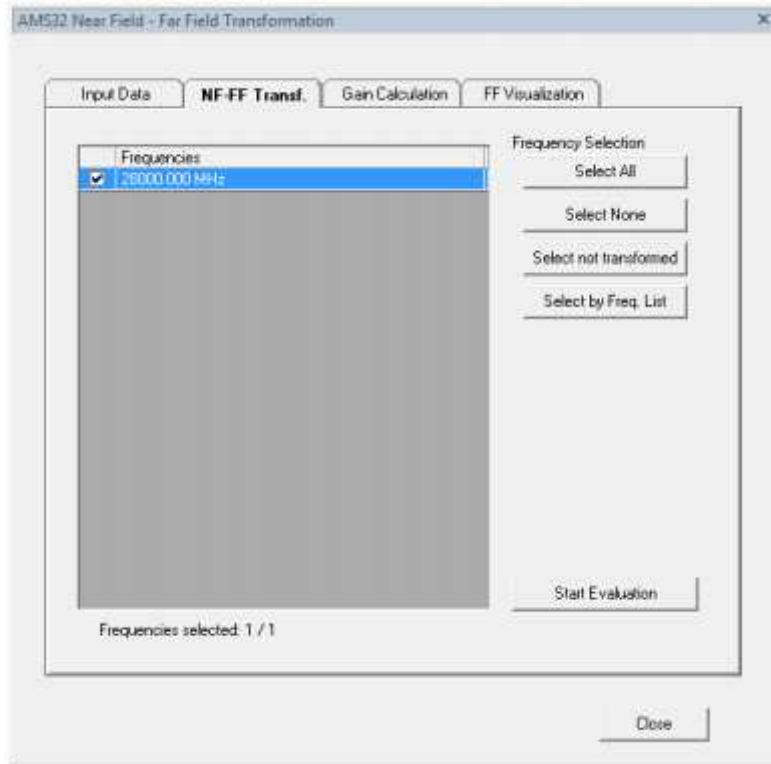 AMS32 Near Field - Far Field Transformation
Input Data
NF-FF Transf.
Gain Calculation
FF Visualization
Frequencies
28000.000 MHz
Frequency Selection
Select All
Select None
Select not transformed
Select by Freq. List
Start Evaluation
Frequencies selected: 1 / 1
Close